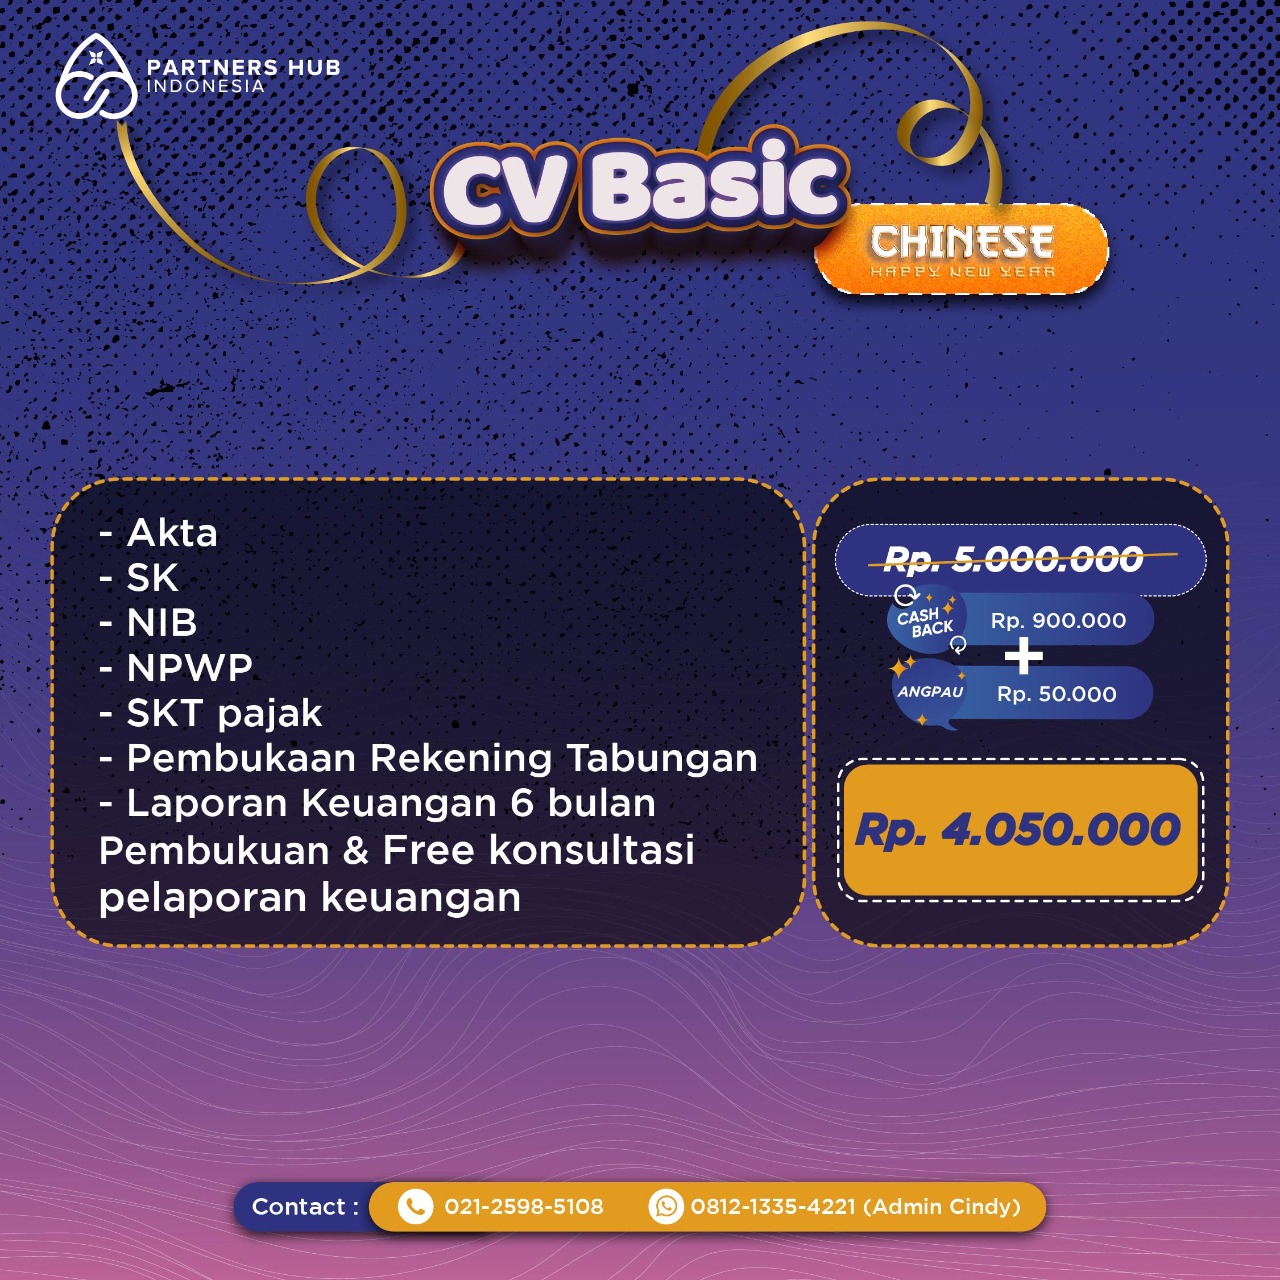 PARTNERS HUB
INDONESIA
CV Basic
CHINESE
HAPPY NEW YEAR
- Akta
- SK
- NIB
- NPWP
- SKT pajak
- Pembukaan Rekening Tabungan
- Laporan Keuangan 6 bulan
Pembukuan & Free konsultasi
pelaporan keuangan
Rp. 5.000.000
CASH
BACK
Rp. 900.000
+
ANGPAU
Rp. 50.000
Rp. 4.050.000
Contact :
021-2598-5108
0812-1335-4221 (Admin Cindy)